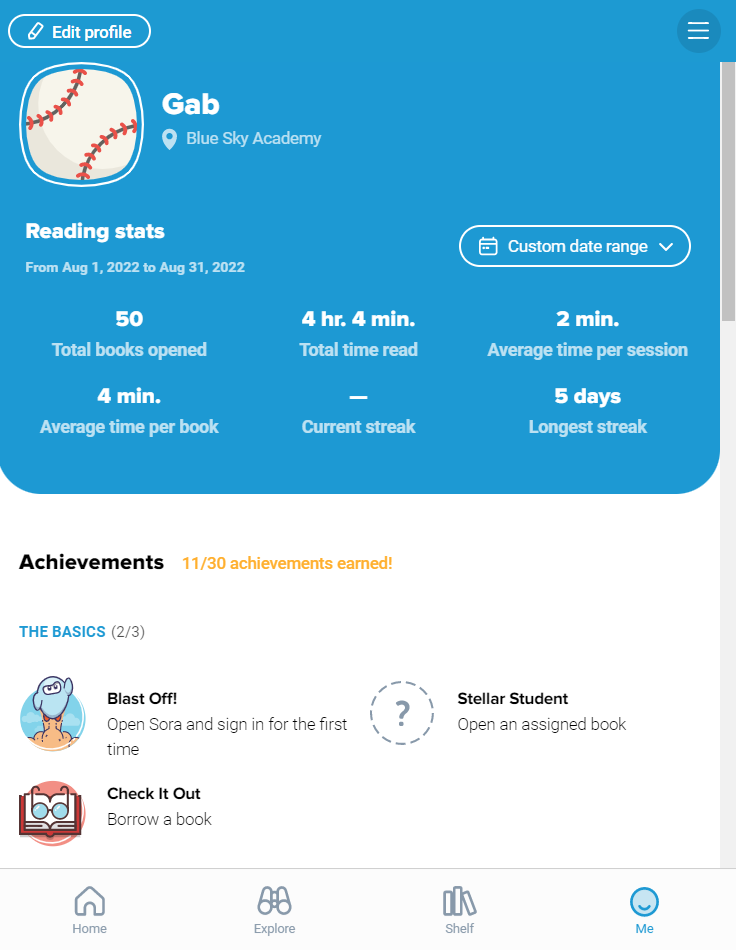 Edit profile
Gab
Blue Sky Academy
Reading stats
From Aug 1, 2022 to Aug 31, 2022
Custom date range
50
Total books opened
4 hr. 4 min.
Total time read
2 min.
Average time per session
4 min.
Average time per book
—
Current streak
5 days
Longest streak
Achievements 11/30 achievements earned!
THE BASICS (2/3)
Blast Off!
Open Sora and sign in for the first
time
?
Stellar Student
Open an assigned book
Check It Out
Borrow a book
Home
Explore
Shelf
Me